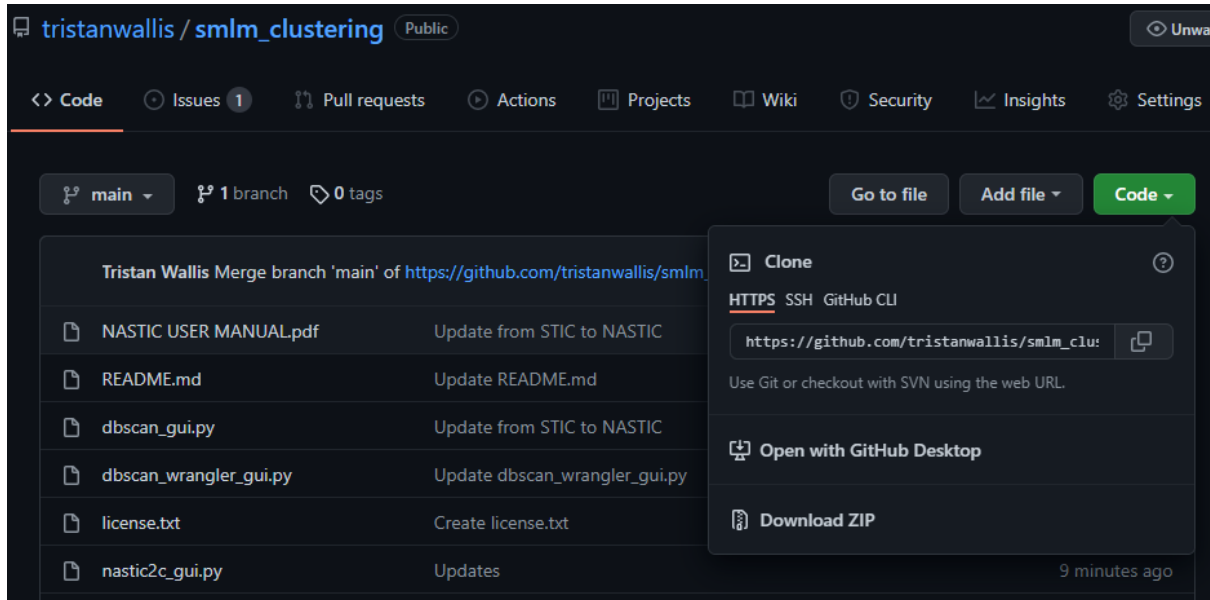 tristanwallis / smlm_clustering Public Unwa
<> Code Issues 1 Pull requests Actions Projects Wiki Security Insights Settings
main 1 branch 0 tags Go to file Add file Code
Tristan Wallis Merge branch 'main' of https://github.com/tristanwallis/smlm_
NASTIC USER MANUAL.pdf Update from STIC to NASTIC
README.md Update README.md
dbscan_gui.py Update from STIC to NASTIC
dbscan_wrangler_gui.py Update dbscan_wrangler_gui.py
license.txt Create license.txt
nastic2c_gui.py Updates 9 minutes ago
Clone
HTTPS SSH GitHub CLI
https://github.com/tristanwallis/smlm_clus
Use Git or checkout with SVN using the web URL.
Open with GitHub Desktop
Download ZIP